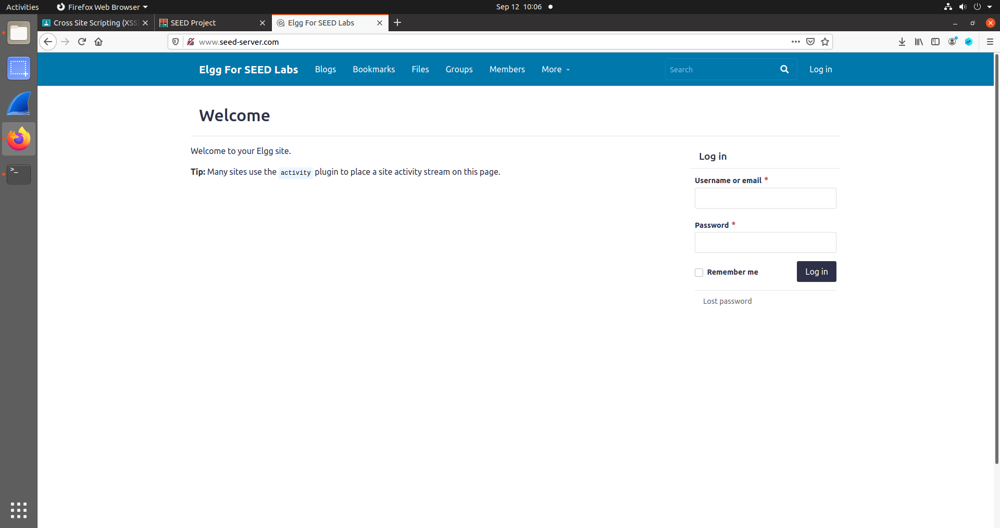 Activities
Firefox Web Browser
Sep 12 10:06
Cross Site Scripting (XSS)
SEED Project
Elgg For SEED Labs
www.seed-server.com
Elgg For SEED Labs
Blogs
Bookmarks
Files
Groups
Members
More
Search
Log in
Welcome
Welcome to your Elgg site.
Tip: Many sites use the activity plugin to place a site activity stream on this page.
Log in
Username or email *
Password *
Remember me
Log in
Lost password